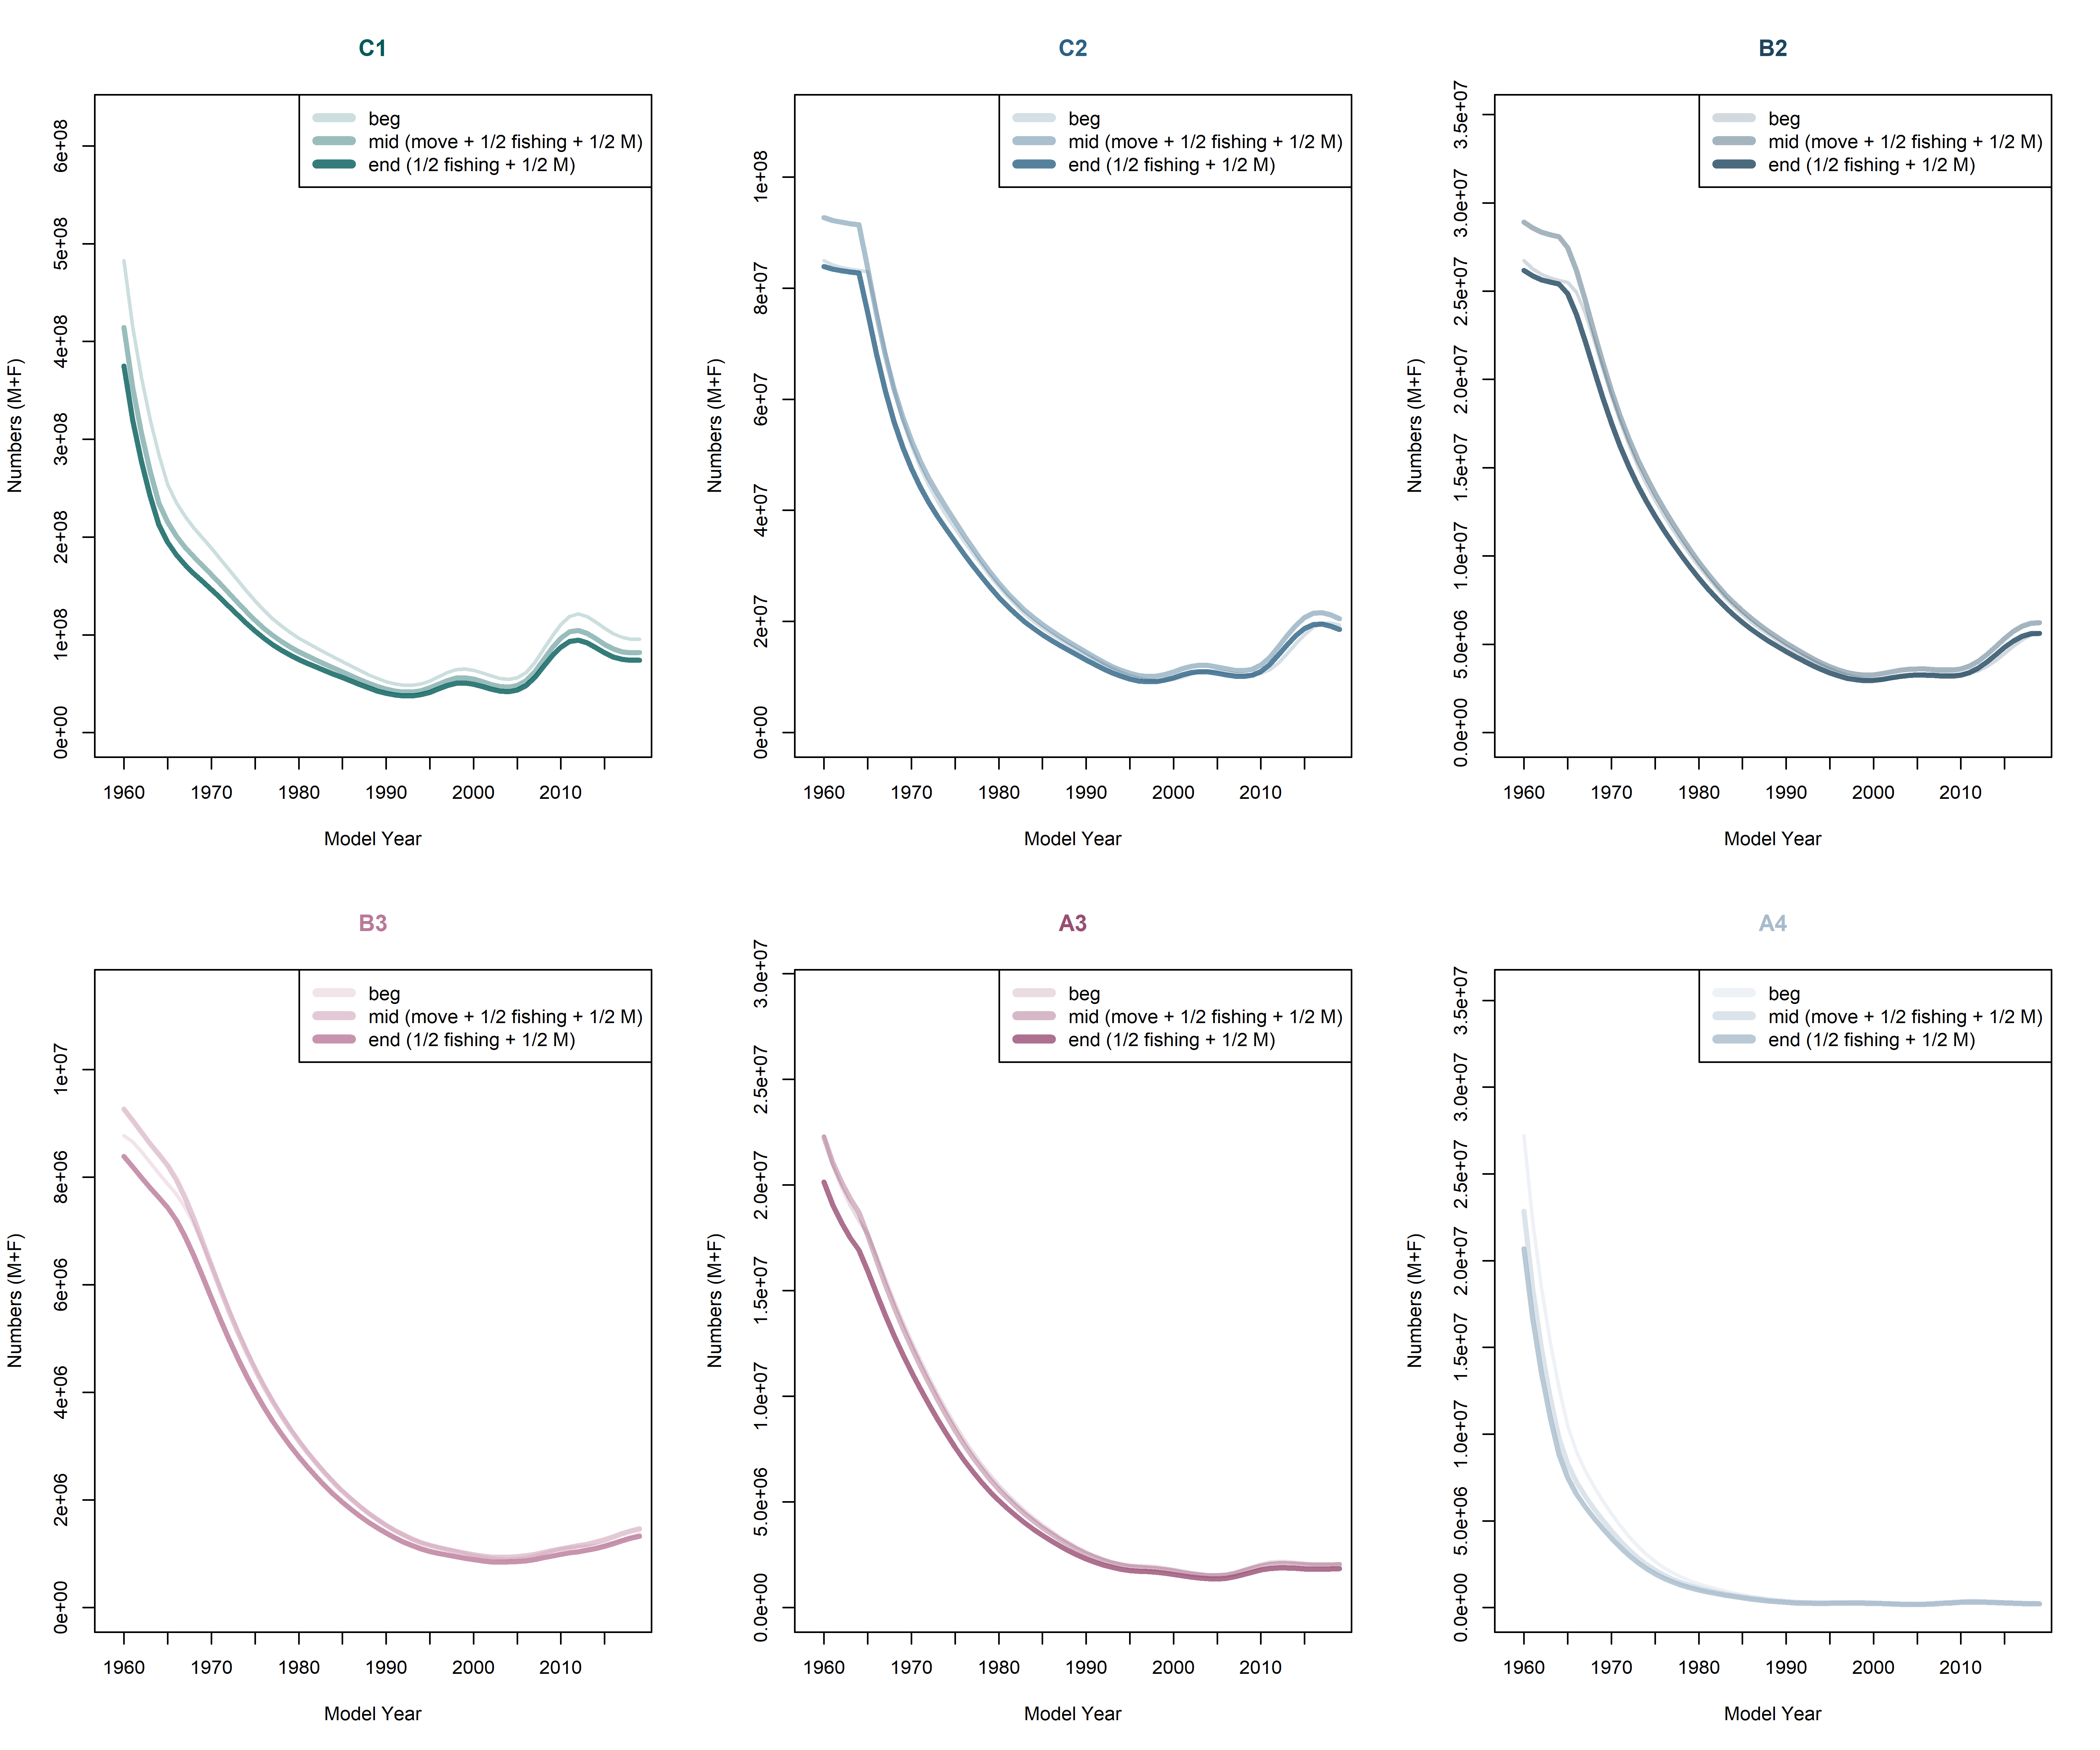 C1
beg
mid (move + 1/2 fishing + 1/2 M)
end (1/2 fishing + 1/2 M)
Numbers (M+F)
6e+08
5e+08
4e+08
3e+08
2e+08
1e+08
0e+00
1960 1970 1980 1990 2000 2010
Model Year
C2
beg
mid (move + 1/2 fishing + 1/2 M)
end (1/2 fishing + 1/2 M)
Numbers (M+F)
1e+08
8e+07
6e+07
4e+07
2e+07
0e+00
1960 1970 1980 1990 2000 2010
Model Year
B2
beg
mid (move + 1/2 fishing + 1/2 M)
end (1/2 fishing + 1/2 M)
Numbers (M+F)
3.5e+07
3.0e+07
2.5e+07
2.0e+07
1.5e+07
1.0e+07
5.0e+06
0.0e+00
1960 1970 1980 1990 2000 2010
Model Year
B3
beg
mid (move + 1/2 fishing + 1/2 M)
end (1/2 fishing + 1/2 M)
Numbers (M+F)
1e+07
8e+06
6e+06
4e+06
2e+06
0e+00
1960 1970 1980 1990 2000 2010
Model Year
A3
beg
mid (move + 1/2 fishing + 1/2 M)
end (1/2 fishing + 1/2 M)
Numbers (M+F)
3.0e+07
2.5e+07
2.0e+07
1.5e+07
1.0e+07
5.0e+06
0.0e+00
1960 1970 1980 1990 2000 2010
Model Year
A4
beg
mid (move + 1/2 fishing + 1/2 M)
end (1/2 fishing + 1/2 M)
Numbers (M+F)
3.5e+07
3.0e+07
2.5e+07
2.0e+07
1.5e+07
1.0e+07
5.0e+06
0.0e+00
1960 1970 1980 1990 2000 2010
Model Year